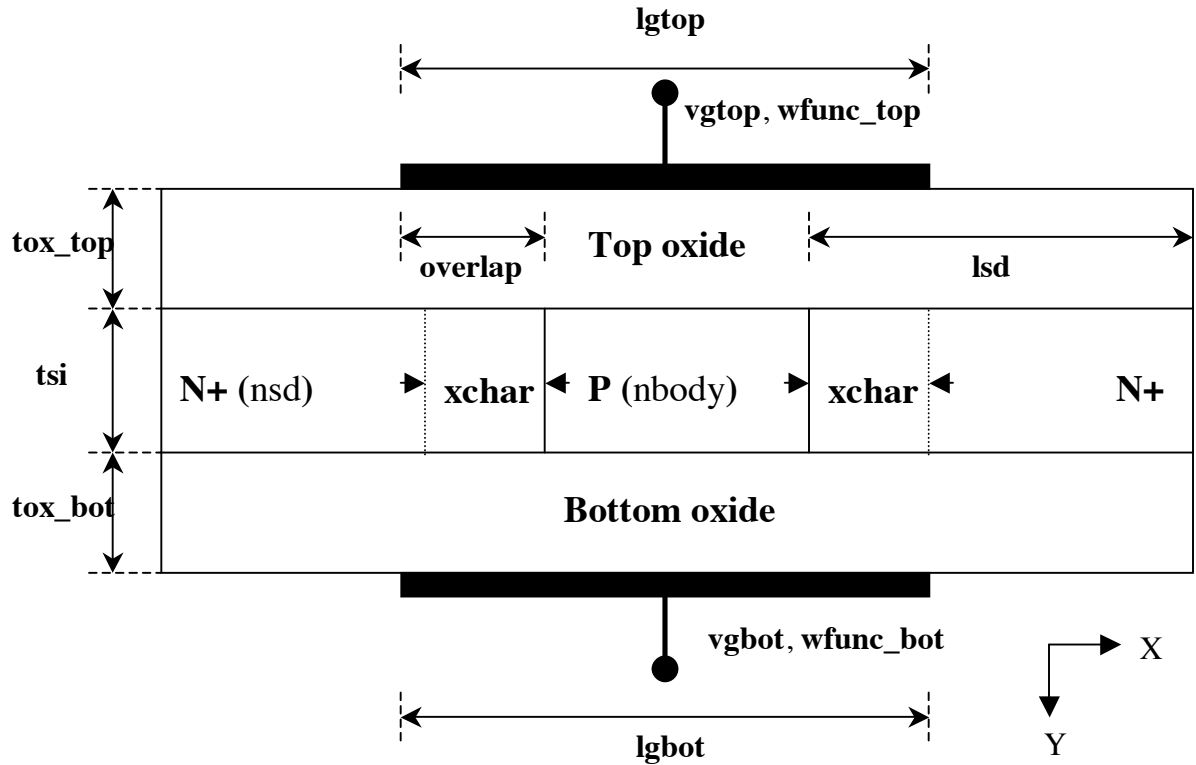 lgtop
vgtop, wfunc_top
tox_top
Top oxide
overlap
lsd
tsi
N+ (nsd)
xchar
P (nbody)
xchar
N+
tox_bot
Bottom oxide
vgbot, wfunc_bot
X
lgbot
Y